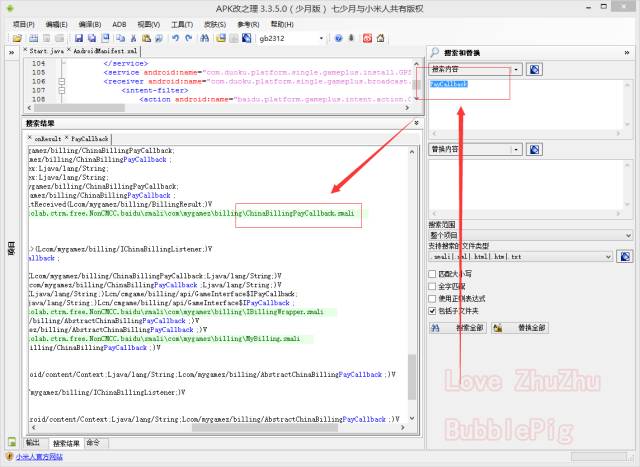 APK改之理 3.3.5.0（少月版） 七少月与小米人共有版权
项目(P) 编辑(E) 编译(B) ADB 视图(V) 工具(T) 皮肤(S) 参考(R) 帮助(H)
gb2312
Start.java AndroidManifest.xml
104 </service>
105 <service android:name="com.duoku.platform.single.gameplus.install.GPI
106 <receiver android:name="com.duoku.platform.single.gameplus.broadcast.
107 <intent-filter>
108 <action android:name="baidu.platform.gameplus.intent.action.C
搜索结果
onResult PayCallback
gamez/billing/ChinaBillingPayCallback;
mez/billing/ChinaBillingPayCallback ;
ex:Ljava/lang/String;
ex:Ljava/lang/String;
ygamez/billing/ChinaBillingPayCallback;
gamez/billing/ChinaBillingPayCallback ;
ltReceived(Lcom/mygamez/billing/BillingResult;)V
olab.ctrm.free.NonCMCC.baidu\smali\com\mygamez\billing\ChinaBillingPayCallback.smali
>(Lcom/mygamez/billing/IChinaBillingListener;)V
allback ;
Lcom/mygamez/billing/ChinaBillingPayCallback;Ljava/lang/String;)V
com/mygamez/billing/ChinaBillingPayCallback ;Ljava/lang/String;)V
Ljava/lang/String;)Lcn/cmgame/billing/api/GameInterface$IPayCallback;
java/lang/String;)Lcn/cmgame/billing/api/GameInterface$IPayCallback ;
olab.ctrm.free.NonCMCC.baidu\smali\com\mygamez\billing\IBillingWrapper.smali
/billing/AbstractChinaBillingPayCallback;)V
ez/billing/AbstractChinaBillingPayCallback ;)V
olab.ctrm.free.NonCMCC.baidu\smali\com\mygamez\billing\MyBilling.smali
illing/ChinaBillingPayCallback ;)V
oid/content/Context;Ljava/lang/String;Lcom/mygamez/billing/AbstractChinaBillingPayCallback ;)V
mygamez/billing/IChinaBillingListener;)V
roid/content/Context;Ljava/lang/String;Lcom/mygamez/billing/AbstractChinaBillingPayCallback ;)V
输出 搜索结果 命令
小米人官方网站
搜索和替换
搜索内容
PayCallback
替换内容
搜索范围
整个项目
支持搜索的文件类型
.smali|.xml|.html|.htm|.txt
匹配大小写
全字匹配
使用正则表达式
包括子文件夹
搜索全部 替换全部
Love ZhuZhu
BubblePig